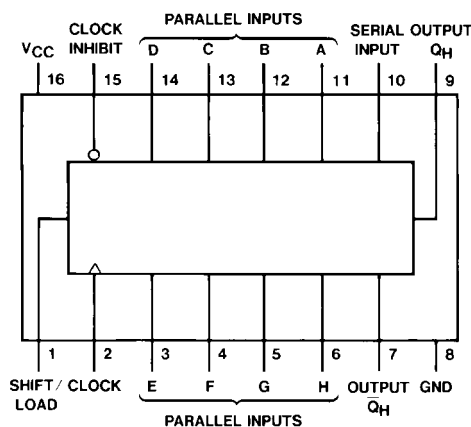 PARALLEL INPUTS
CLOCK SERIAL OUTPUT
VCC INHIBIT D C B A INPUT QH
16 15 14 13 12 11 10 9
1 2 3 4 5 6 7 8
SHIFT/ CLOCK E F G H OUTPUT GND
LOAD Q̅H
PARALLEL INPUTS